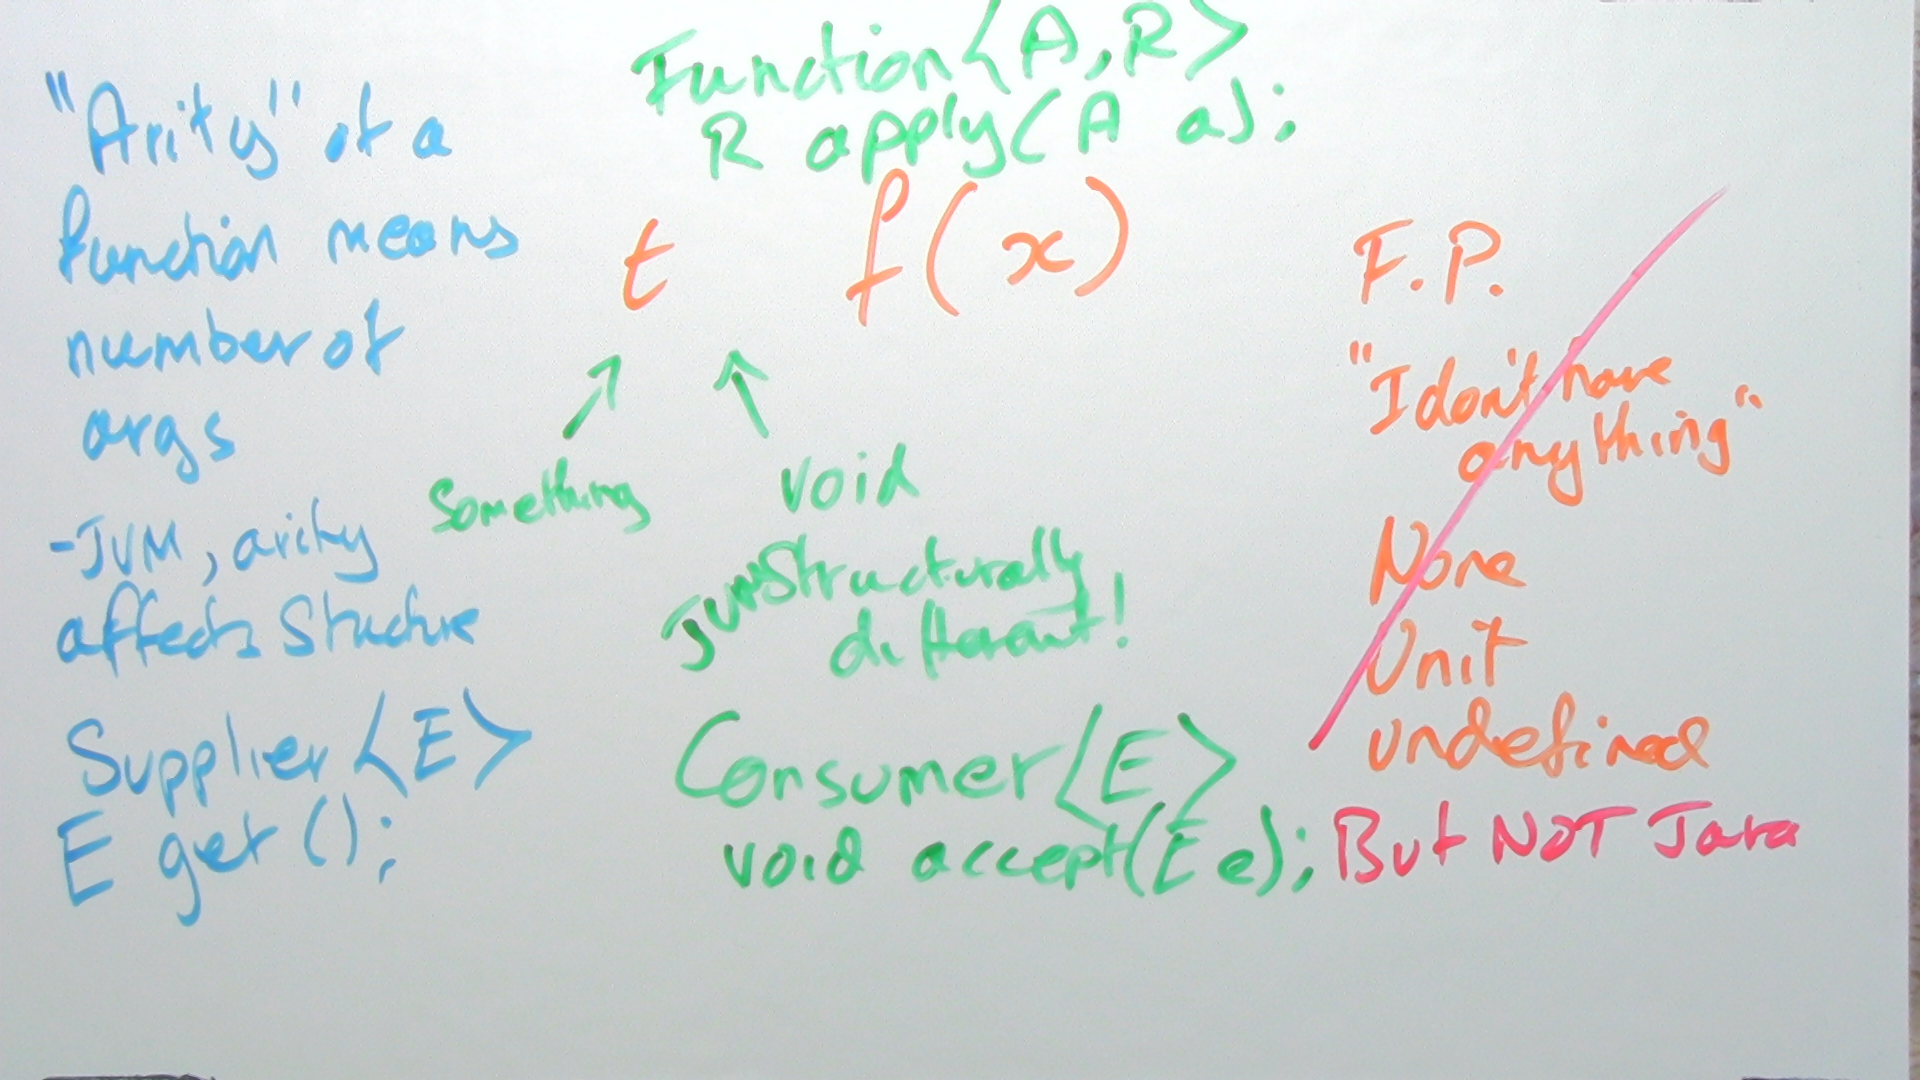 "Arity" of a
function means
number of
args
-JVM, arity
affects Structure
Supplier<E>
E get();
Function<A,R>
R apply(A a);
t f(x)
Something
void
JVM Structurally
different!
Consumer<E>
void accept(E e);
F.P.
"I don't have
anything"
None
Unit
undefined
But NOT Java